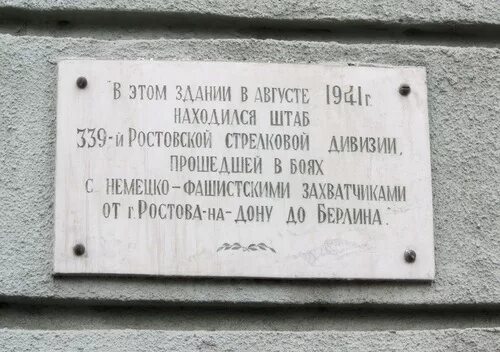 "В ЭТОМ ЗДАНИИ В АВГУСТЕ 1941г.
НАХОДИЛСЯ ШТАБ
339-й РОСТОВСКОЙ СТРЕЛКОВОЙ ДИВИЗИИ,
ПРОШЕДШЕЙ В БОЯХ
С НЕМЕЦКО-ФАШИСТСКИМИ ЗАХВАТЧИКАМИ
ОТ г. РОСТОВА-НА-ДОНУ ДО БЕРЛИНА."